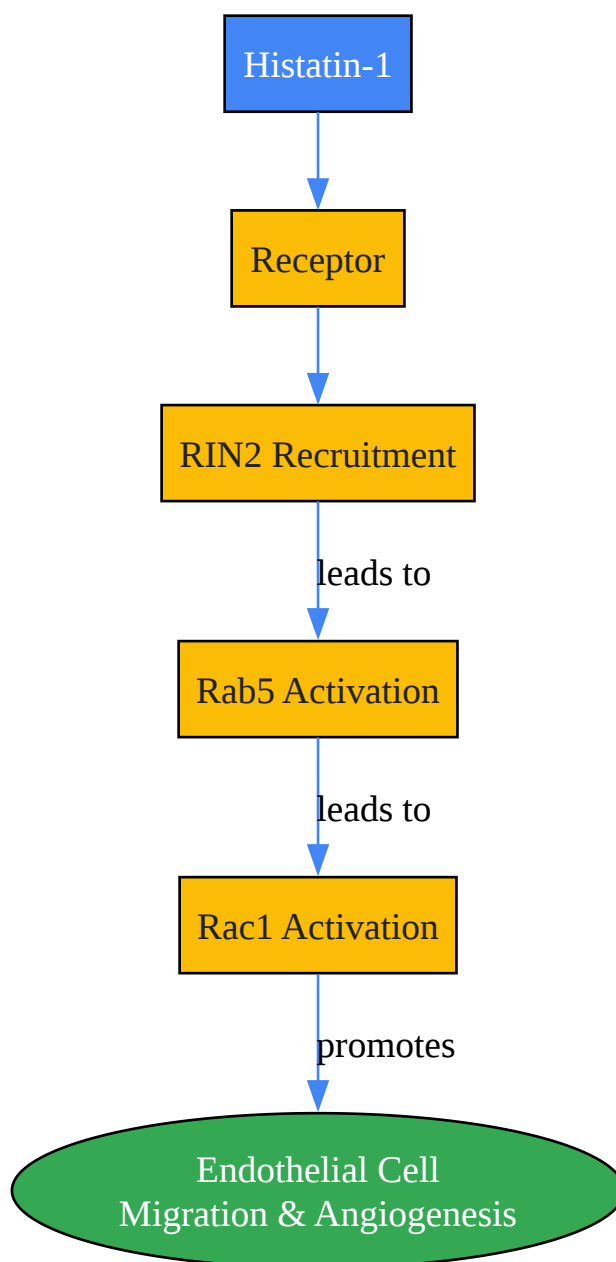 Histatin-1
Receptor
RIN2 Recruitment
leads to
Rab5 Activation
leads to
Rac1 Activation
promotes
Endothelial Cell
Migration & Angiogenesis